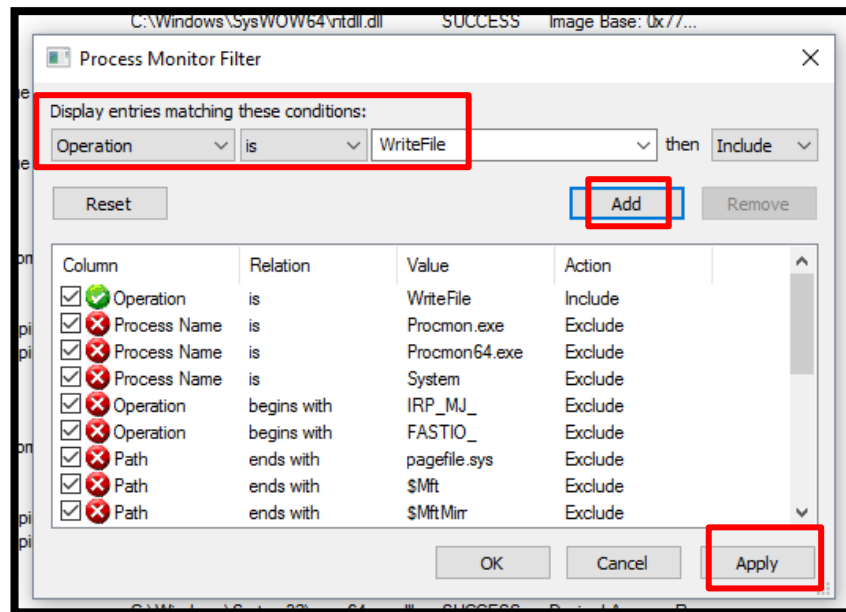 C:\Windows\SysWOW64\ntdll.dll SUCCESS Image Base: 0x77...
Process Monitor Filter
Display entries matching these conditions:
Operation is WriteFile then Include
Reset Add Remove
Column Relation Value Action
Operation is WriteFile Include
Process Name is Procmon.exe Exclude
Process Name is Procmon64.exe Exclude
Process Name is System Exclude
Operation begins with IRP_MJ_ Exclude
Operation begins with FASTIO_ Exclude
Path ends with pagefile.sys Exclude
Path ends with $Mft Exclude
Path ends with $MftMirr Exclude
OK Cancel Apply